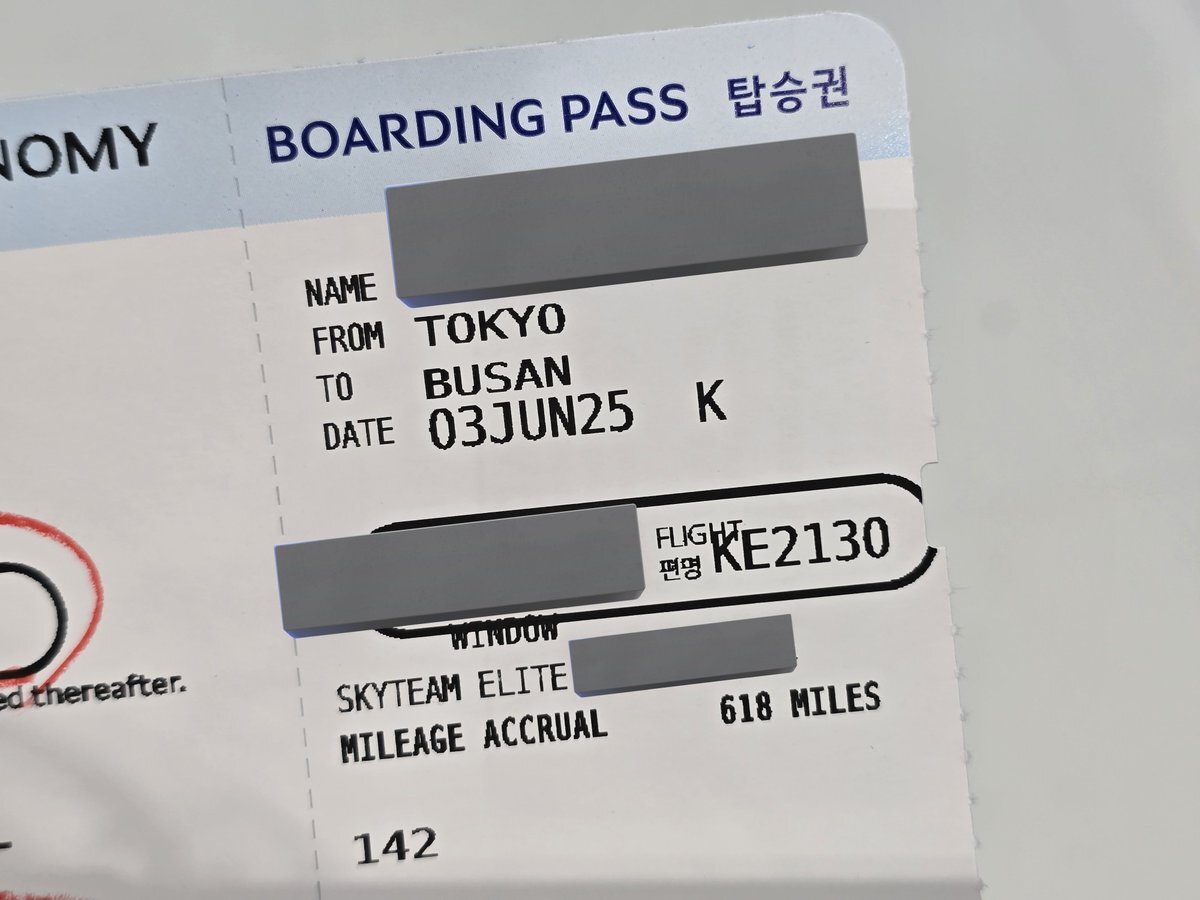 NOMY
BOARDING PASS 탑승권
NAME
FROM TOKYO
TO BUSAN
DATE 03JUN25 K
FLIGHT
편명 KE2130
WINDOW
SKYTEAM ELITE
MILEAGE ACCRUAL 618 MILES
ed thereafter.
142